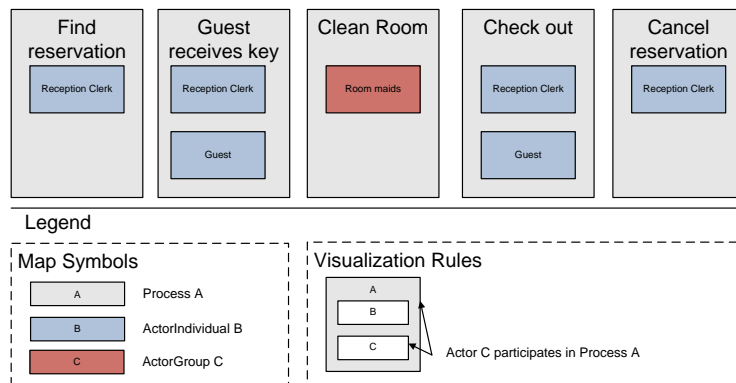 Find
reservation
Reception Clerk
Guest
receives key
Reception Clerk
Guest
Clean Room
Room maids
Check out
Reception Clerk
Guest
Cancel
reservation
Reception Clerk
Legend
Map Symbols
A Process A
B ActorIndividual B
C ActorGroup C
Visualization Rules
A
B
C
Actor C participates in Process A